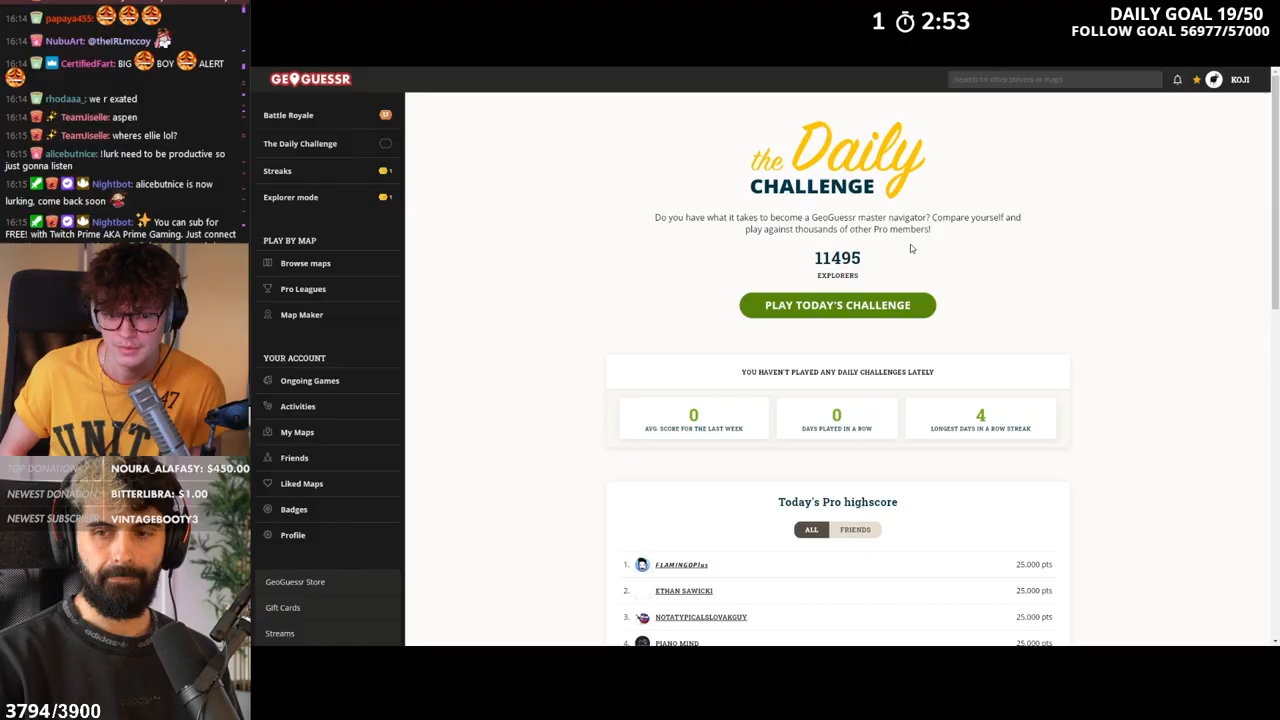 16:14 papaya455:
16:14 NubuArt: @theIRLmccoy
16:14 CertifiedFart: BIG BOY ALERT
16:14 rhodaaa_: we r exated
16:14 TeamJiselle: aspen
16:15 TeamJiselle: wheres ellie lol?
16:15 alicebutnice: !lurk need to be productive so
just gonna listen
16:15 Nightbot: alicebutnice is now
lurking, come back soon
16:15 Nightbot: You can sub for
FREE! with Twitch Prime AKA Prime Gaming. Just connect
UNIT
TOP DONATION NOURA_ALAFASY: $450.00
NEWEST DONATION BITTERLIBRA: $1.00
NEWEST SUBSCRIBER VINTAGEBOOTY3
adidas
3794/3900
1 2:53
DAILY GOAL 19/50
FOLLOW GOAL 56977/57000
GEOGUESSR
Search for other players or maps
KOJI
Battle Royale
The Daily Challenge
Streaks 1
Explorer mode 1
PLAY BY MAP
Browse maps
Pro Leagues
Map Maker
YOUR ACCOUNT
Ongoing Games
Activities
My Maps
Friends
Liked Maps
Badges
Profile
GeoGuessr Store
Gift Cards
Streams
the Daily
CHALLENGE
Do you have what it takes to become a GeoGuessr master navigator? Compare yourself and
play against thousands of other Pro members!
11495
EXPLORERS
PLAY TODAY'S CHALLENGE
YOU HAVEN'T PLAYED ANY DAILY CHALLENGES LATELY
0
AVG. SCORE FOR THE LAST WEEK
0
DAYS PLAYED IN A ROW
4
LONGEST DAYS IN A ROW STREAK
Today's Pro highscore
ALL FRIENDS
1. FLAMINGOPlus 25,000 pts
2. ETHAN SAWICKI 25,000 pts
3. NOTATYPICALSLOVAKGUY 25,000 pts
4. PIANO MIND 25,000 pts